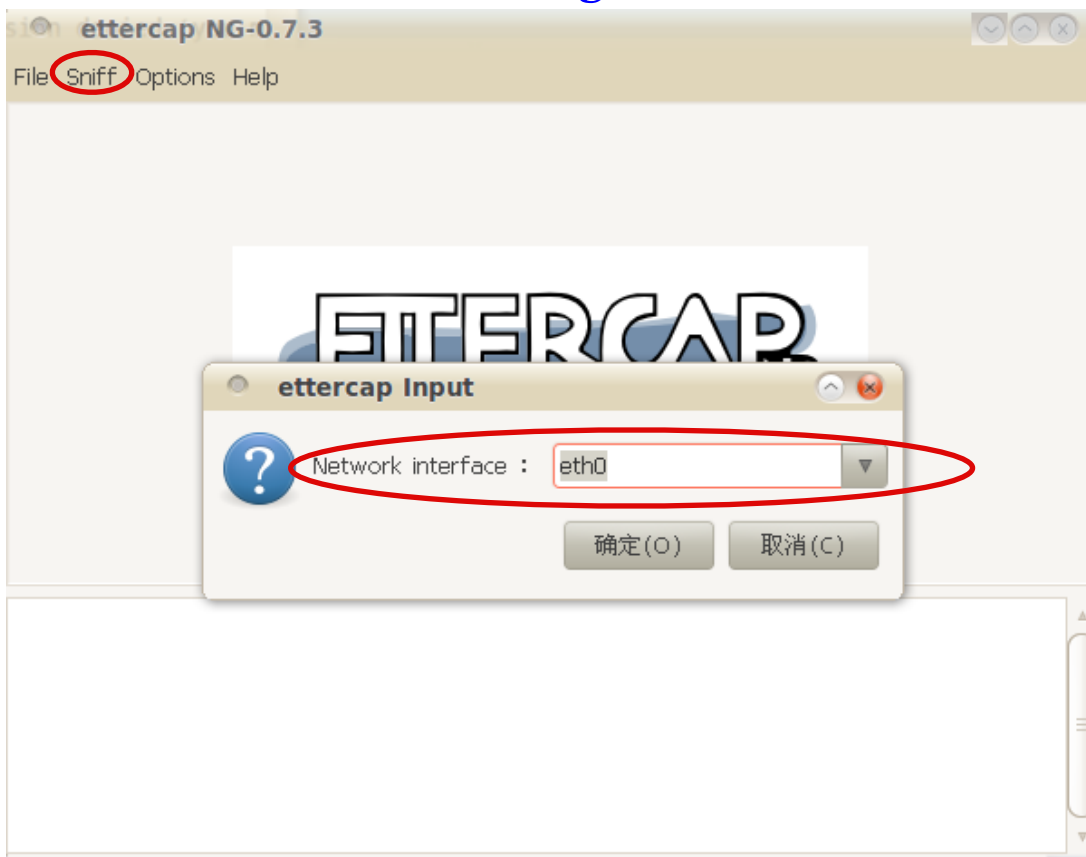 ettercap NG-0.7.3
File Sniff Options Help
ETTERCAP
ettercap Input
Network interface : eth0
确定(O) 取消(C)